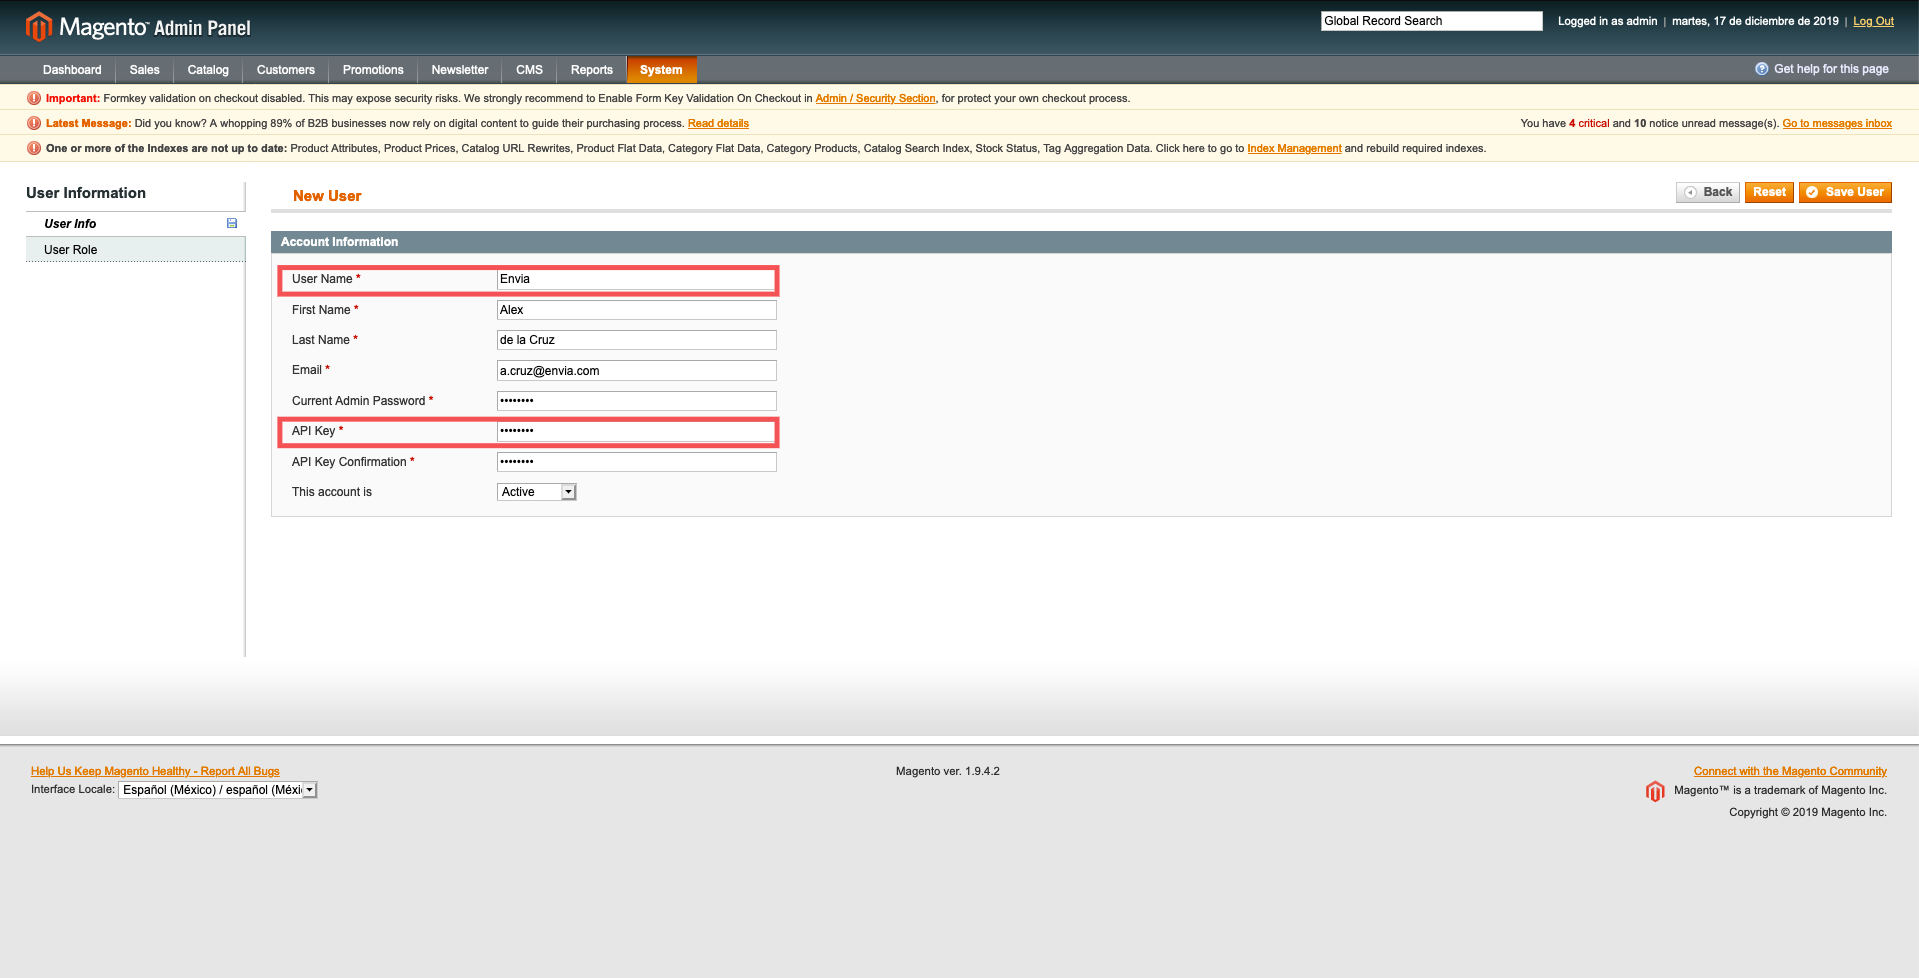 Magento™ Admin Panel
Global Record Search
Logged in as admin | martes, 17 de diciembre de 2019 | Log Out
Dashboard Sales Catalog Customers Promotions Newsletter CMS Reports System
Get help for this page
Important: Formkey validation on checkout disabled. This may expose security risks. We strongly recommend to Enable Form Key Validation On Checkout in Admin / Security Section, for protect your own checkout process.
Latest Message: Did you know? A whopping 89% of B2B businesses now rely on digital content to guide their purchasing process. Read details
You have 4 critical and 10 notice unread message(s). Go to messages inbox
One or more of the Indexes are not up to date: Product Attributes, Product Prices, Catalog URL Rewrites, Product Flat Data, Category Flat Data, Category Products, Catalog Search Index, Stock Status, Tag Aggregation Data. Click here to go to Index Management and rebuild required indexes.
User Information
User Info
User Role
New User
Back Reset Save User
Account Information
User Name * Envia
First Name * Alex
Last Name * de la Cruz
Email * a.cruz@envia.com
Current Admin Password * ••••••••
API Key * ••••••••
API Key Confirmation * ••••••••
This account is Active
Help Us Keep Magento Healthy - Report All Bugs
Interface Locale: Español (México) / español (Méxi
Magento ver. 1.9.4.2
Connect with the Magento Community
Magento™ is a trademark of Magento Inc.
Copyright © 2019 Magento Inc.